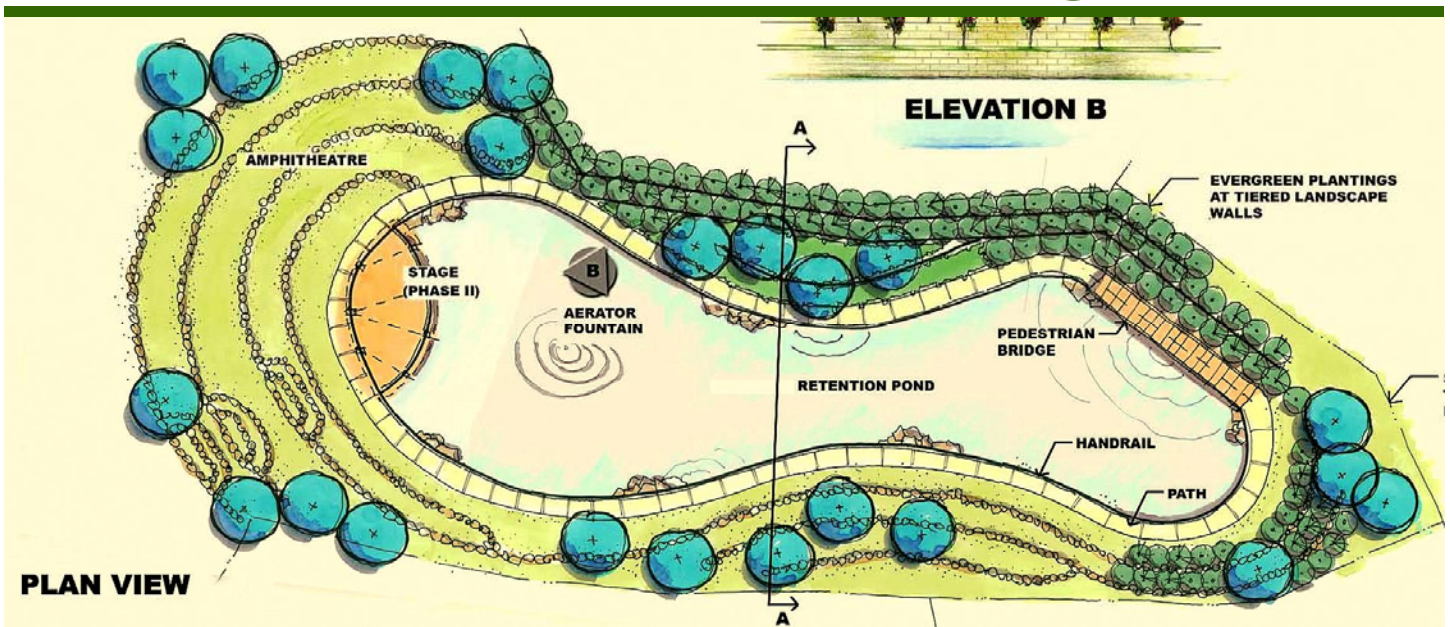 ELEVATION B
A
AMPHITHEATRE
EVERGREEN PLANTINGS
AT TIERED LANDSCAPE
WALLS
STAGE
(PHASE II)
B
AERATOR
FOUNTAIN
PEDESTRIAN
BRIDGE
RETENTION POND
HANDRAIL
PATH
PLAN VIEW
A